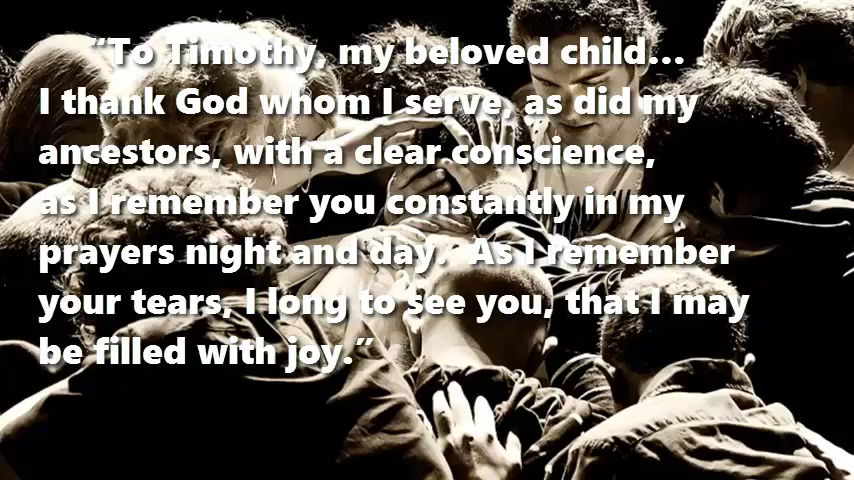 “To Timothy, my beloved child...
I thank God whom I serve, as did my
ancestors, with a clear conscience,
as I remember you constantly in my
prayers night and day.  As I remember
your tears, I long to see you, that I may
be filled with joy.”